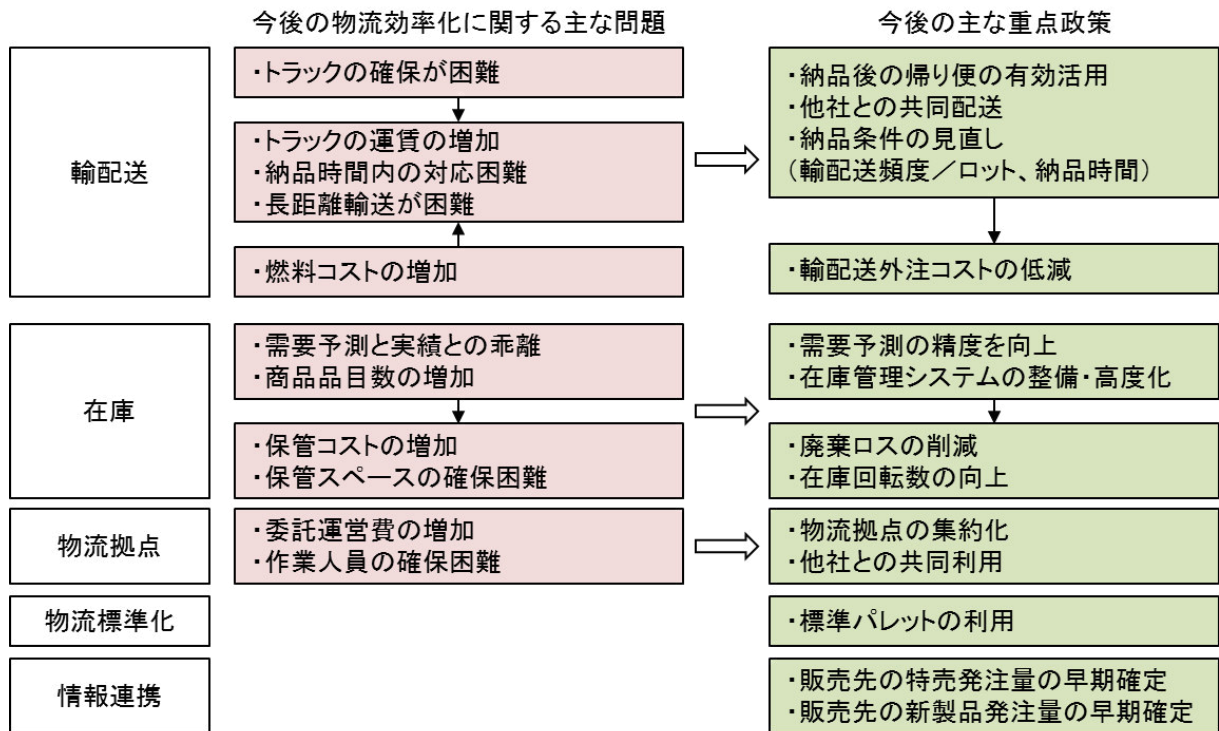 今後の物流効率化に関する主な問題
今後の主な重点政策
輸配送
・トラックの確保が困難
・トラックの運賃の増加
・納品時間内の対応困難
・長距離輸送が困難
・燃料コストの増加
・納品後の帰り便の有効活用
・他社との共同配送
・納品条件の見直し
（輸配送頻度／ロット、納品時間）
・輸配送外注コストの低減
在庫
・需要予測と実績との乖離
・商品品目数の増加
・保管コストの増加
・保管スペースの確保困難
・需要予測の精度を向上
・在庫管理システムの整備・高度化
・廃棄ロスの削減
・在庫回転数の向上
物流拠点
・委託運営費の増加
・作業人員の確保困難
・物流拠点の集約化
・他社との共同利用
物流標準化
・標準パレットの利用
情報連携
・販売先の特売発注量の早期確定
・販売先の新製品発注量の早期確定